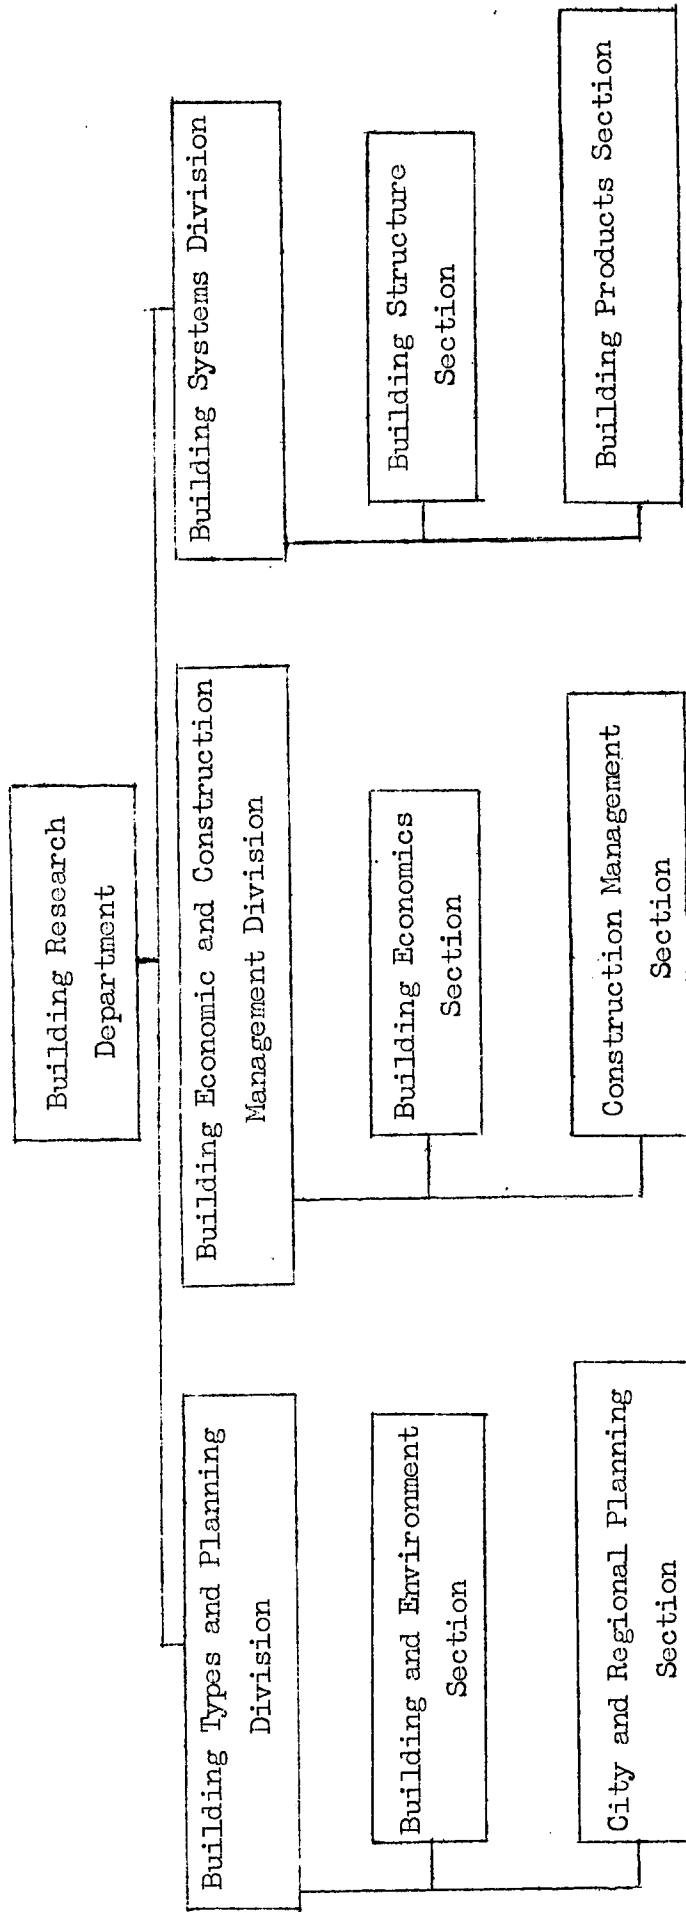 Building Research
Department
Building Types and Planning
Division
Building Economic and Construction
Management Division
Building Systems Division
Building and Environment
Section
Building Economics
Section
Building Structure
Section
City and Regional Planning
Section
Construction Management
Section
Building Products Section